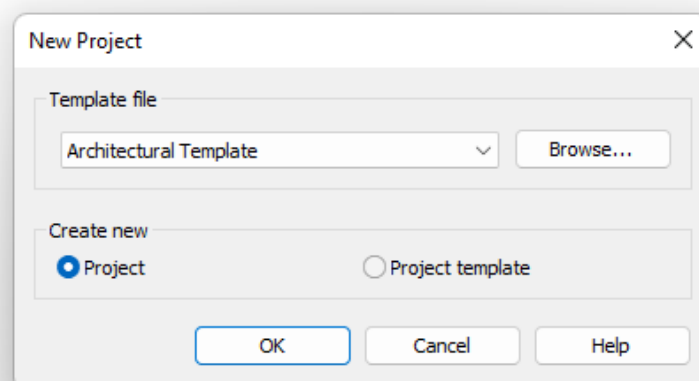 New Project
Template file
Architectural Template
Browse...
Create new
Project
Project template
OK
Cancel
Help